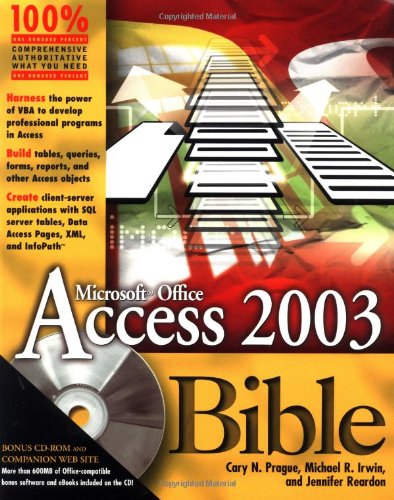 Copyrighted Material
100%
ONE HUNDRED PERCENT
COMPREHENSIVE
AUTHORITATIVE
WHAT YOU NEED
ONE HUNDRED PERCENT
Harness the power
of VBA to develop
professional programs
in Access
Build tables, queries,
forms, reports, and
other Access objects
Create client-server
applications with SQL
server tables, Data
Access Pages, XML,
and InfoPath™
Microsoft® Office
Access 2003
Bible
BONUS CD-ROM AND
COMPANION WEB SITE
More than 600MB of Office-compatible
bonus software and eBooks included on the CD!
Cary N. Prague, Michael R. Irwin,
and Jennifer Reardon
Copyrighted Material